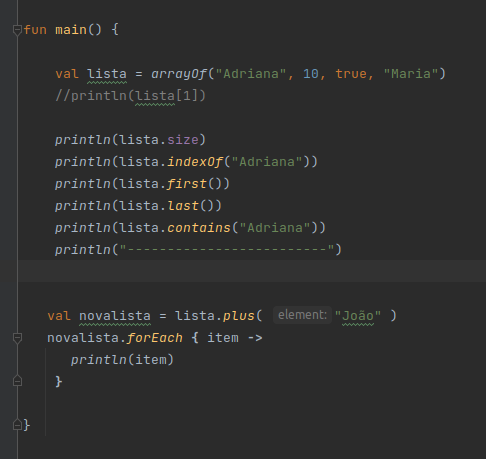 fun main() {
val lista = arrayOf("Adriana", 10, true, "Maria")
//println(lista[1])
println(lista.size)
println(lista.indexOf("Adriana"))
println(lista.first())
println(lista.last())
println(lista.contains("Adriana"))
println("-------------------------")
val novalista = lista.plus( element: "João" )
novalista.forEach { item ->
println(item)
}
}